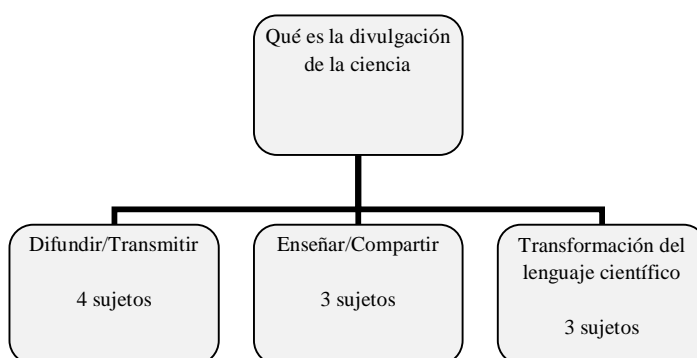 Qué es la divulgación
de la ciencia
Difundir/Transmitir
4 sujetos
Enseñar/Compartir
3 sujetos
Transformación del
lenguaje científico
3 sujetos